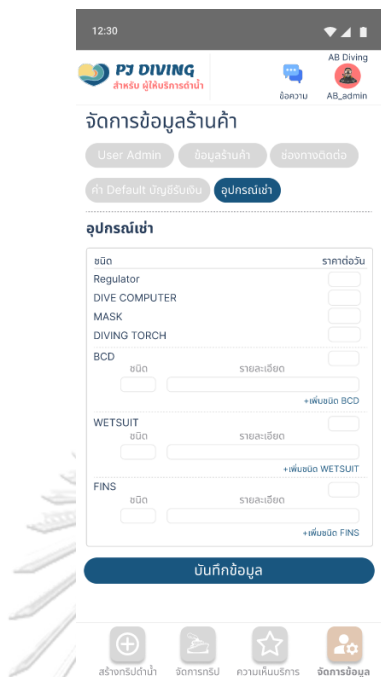 12:30
AB Diving
PJ DIVING
สำหรับ ผู้ให้บริการดำน้ำ
ข้อความ
AB_admin
จัดการข้อมูลร้านค้า
User Admin
ข้อมูลร้านค้า
ช่องทางติดต่อ
ค่า Default บัญชีรับเงิน
อุปกรณ์เช่า
อุปกรณ์เช่า
ชนิด ราคาต่อวัน
Regulator
DIVE COMPUTER
MASK
DIVING TORCH
BCD
ชนิด รายละเอียด
+เพิ่มชนิด BCD
WETSUIT
ชนิด รายละเอียด
+เพิ่มชนิด WETSUIT
FINS
ชนิด รายละเอียด
+เพิ่มชนิด FINS
บันทึกข้อมูล
สร้างทริปดำน้ำ จัดการทริป ความเห็นบริการ จัดการข้อมูล